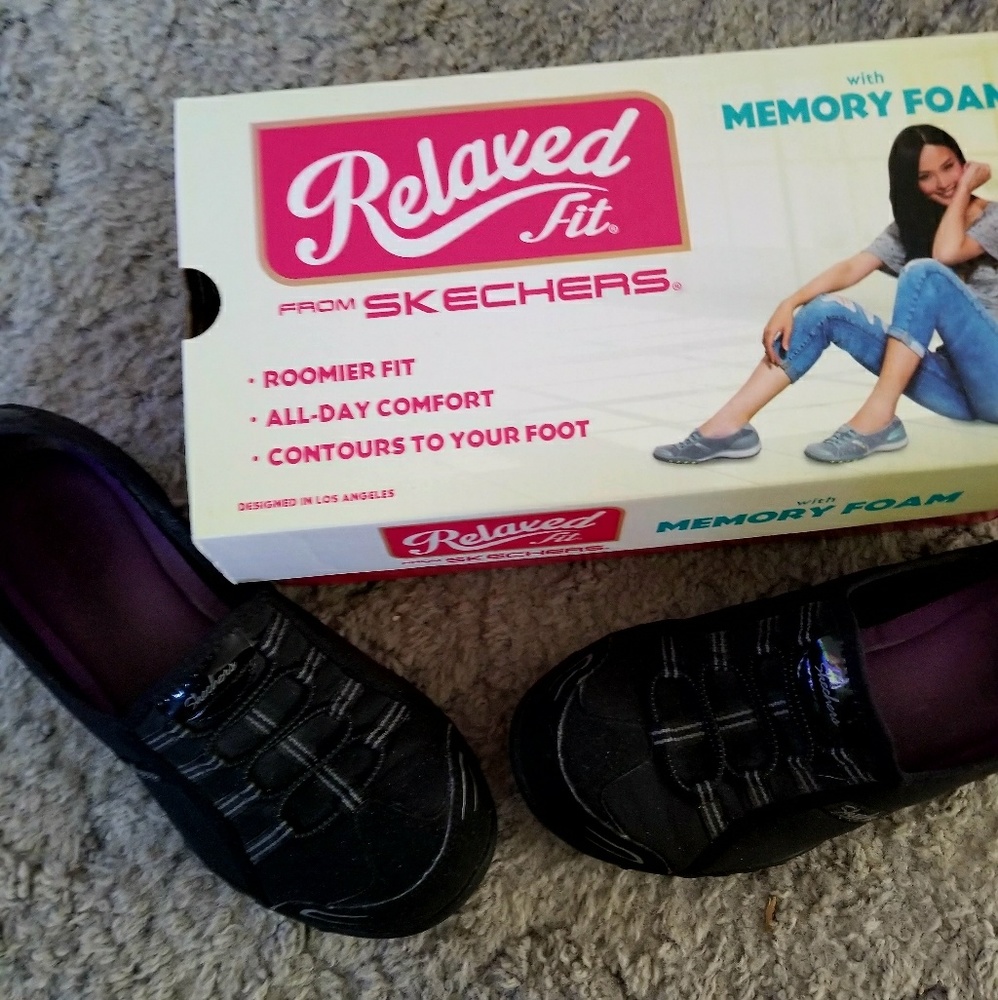 Relaxed
Fit®
FROM SKECHERS®
with
MEMORY FOAM
• ROOMIER FIT
• ALL-DAY COMFORT
• CONTOURS TO YOUR FOOT
DESIGNED IN LOS ANGELES
Relaxed
Fit
FROM SKECHERS
with
MEMORY FOAM
Skechers
Skechers